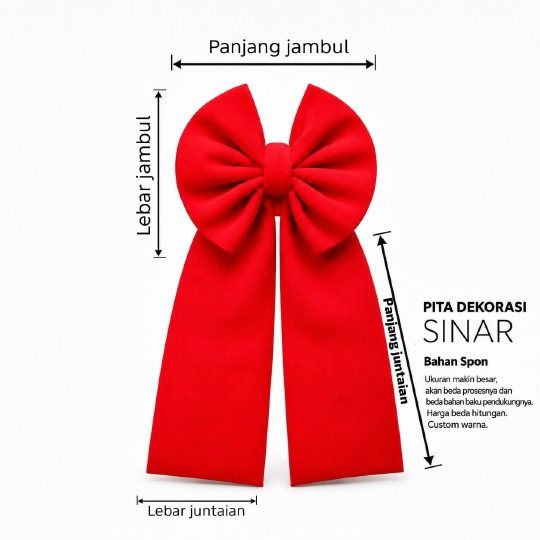 Panjang jambul
Lebar jambul
Panjang juntaian
PITA DEKORASI
SINAR
Bahan Spon
Ukuran makin besar,
akan beda prosesnya dan
beda bahan baku pendukungnya.
Harga beda hitungan.
Custom warna.
Lebar juntaian